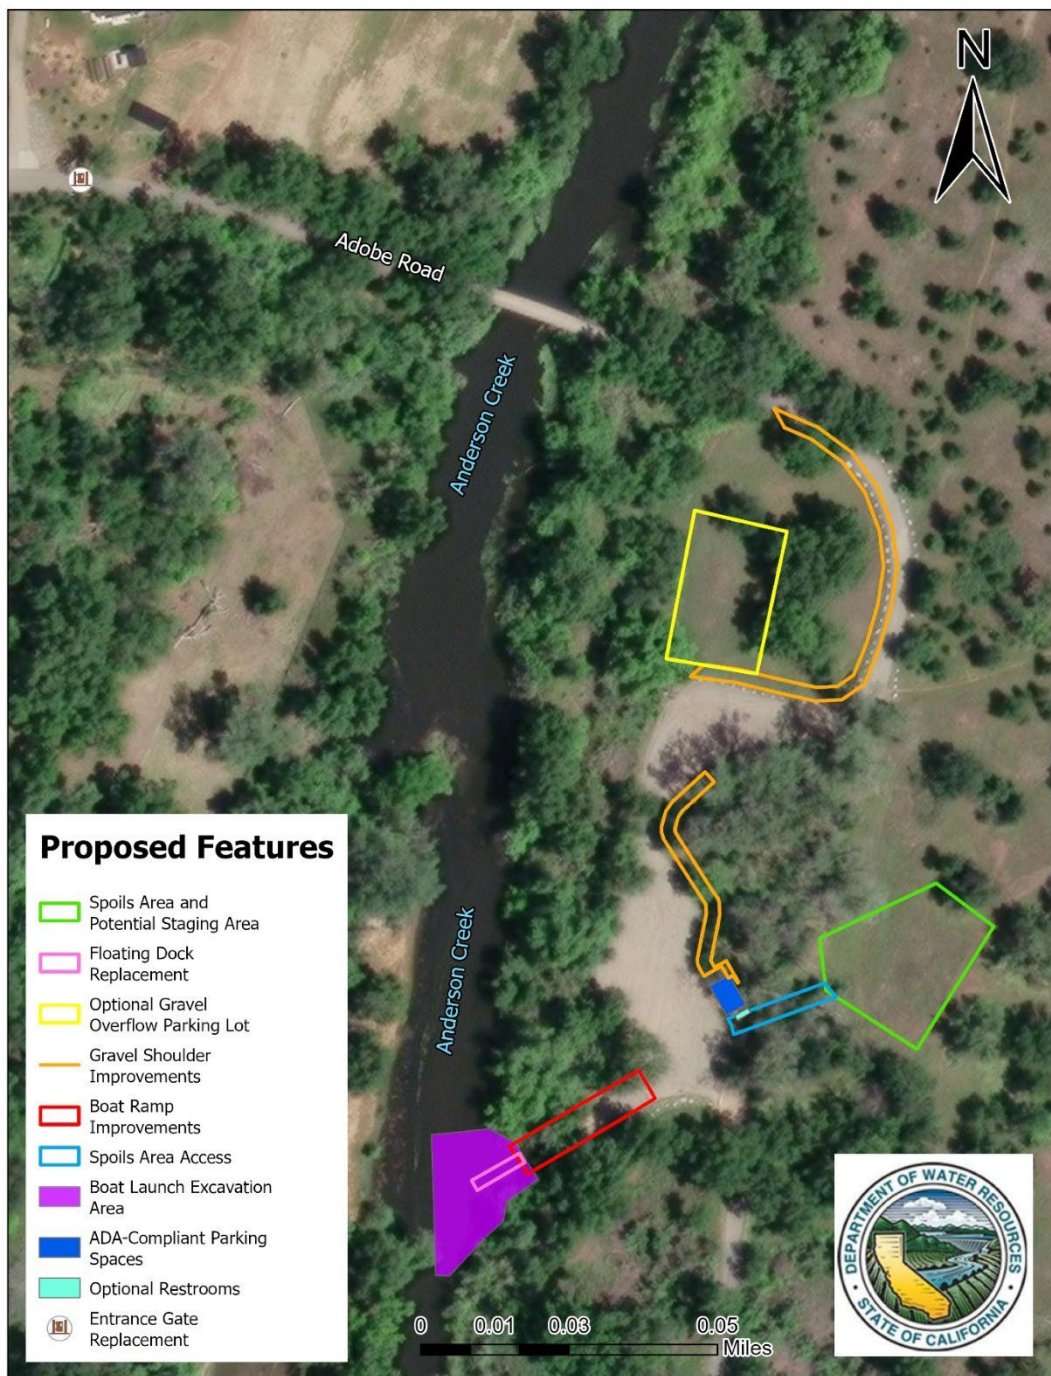 N
Adobe Road
Anderson Creek
Anderson Creek
Proposed Features
Spoils Area and
Potential Staging Area
Floating Dock
Replacement
Optional Gravel
Overflow Parking Lot
Gravel Shoulder
Improvements
Boat Ramp
Improvements
Spoils Area Access
Boat Launch Excavation
Area
ADA-Compliant Parking
Spaces
Optional Restrooms
Entrance Gate
Replacement
0 0.01 0.03 0.05
Miles
DEPARTMENT OF WATER RESOURCES
STATE OF CALIFORNIA